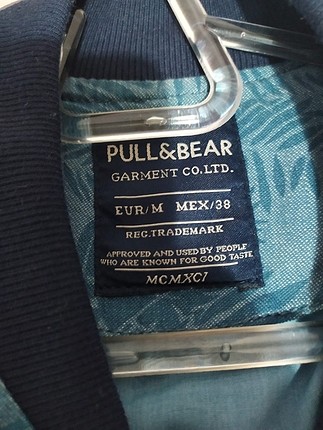 PULL&BEAR
GARMENT CO.LTD.
EUR/M MEX/38
REG.TRADEMARK
APPROVED AND USED BY PEOPLE
WHO ARE KNOWN FOR GOOD TASTE
MCMXCI